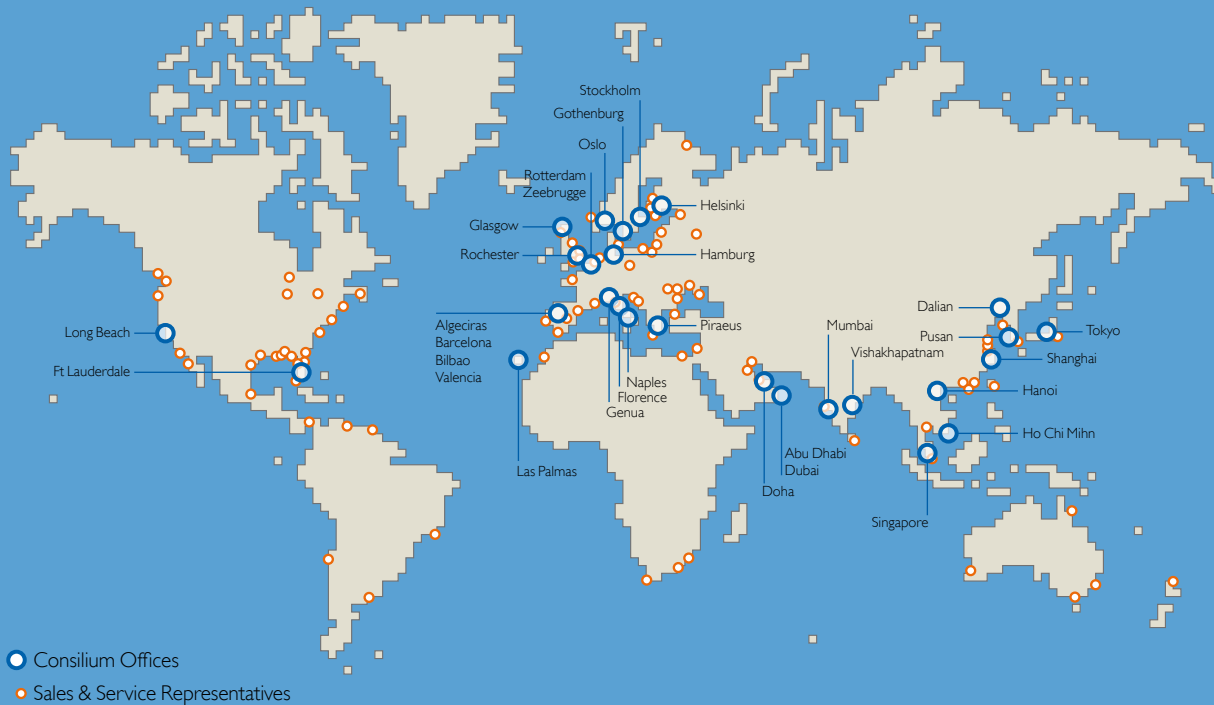 Stockholm
Gothenburg
Oslo
Rotterdam
Zeebrugge
Glasgow
Helsinki
Rochester
Hamburg
Long Beach
Ft Lauderdale
Algeciras
Barcelona
Bilbao
Valencia
Piraeus
Naples
Florence
Genua
Las Palmas
Mumbai
Vishakhapatnam
Dalian
Pusan
Tokyo
Shanghai
Hanoi
Ho Chi Mihn
Abu Dhabi
Dubai
Doha
Singapore
Consilium Offices
Sales & Service Representatives